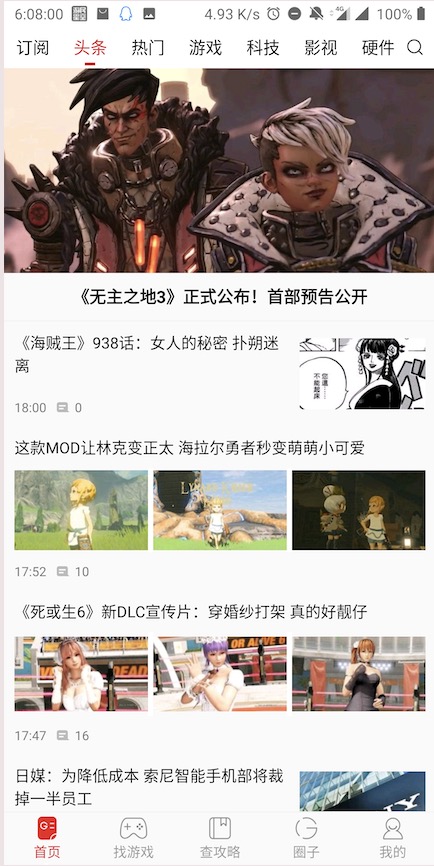 6:08:00 4.93 K/s 4G 100%
订阅 头条 热门 游戏 科技 影视 硬件
《无主之地3》正式公布！首部预告公开
《海贼王》938话：女人的秘密 扑朔迷
离
您還
不能起床
18:00 0
这款MOD让林克变正太 海拉尔勇者秒变萌萌小可爱
17:52 10
《死或生6》新DLC宣传片：穿婚纱打架 真的好靓仔
17:47 16
日媒：为降低成本 索尼智能手机部将裁
掉一半员工
首页 找游戏 查攻略 圈子 我的